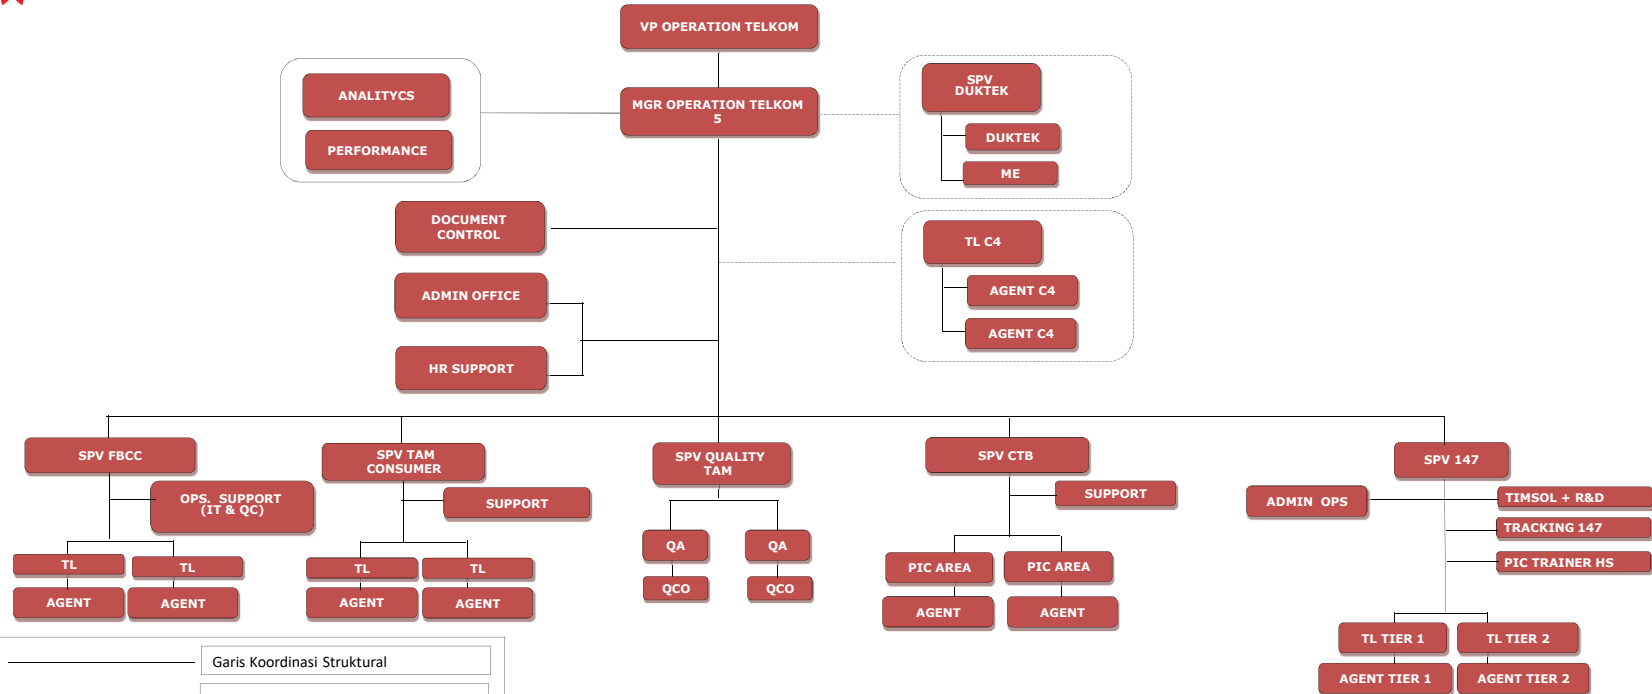 VP OPERATION TELKOM
ANALITYCS
PERFORMANCE
MGR OPERATION TELKOM
5
SPV
DUKTEK
DUKTEK
ME
DOCUMENT
CONTROL
TL C4
AGENT C4
AGENT C4
ADMIN OFFICE
HR SUPPORT
SPV FBCC
OPS. SUPPORT
(IT & QC)
TL
TL
AGENT
AGENT
SPV TAM
CONSUMER
SUPPORT
TL
TL
AGENT
AGENT
SPV QUALITY
TAM
QA
QA
QCO
QCO
SPV CTB
SUPPORT
PIC AREA
PIC AREA
AGENT
AGENT
SPV 147
ADMIN OPS
TIMSOL + R&D
TRACKING 147
PIC TRAINER HS
TL TIER 1
TL TIER 2
AGENT TIER 1
AGENT TIER 2
Garis Koordinasi Struktural